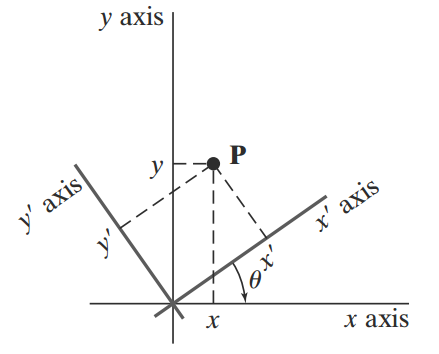 y axis
y
P
y' axis
x' axis
y'
x'
θ
x
x axis